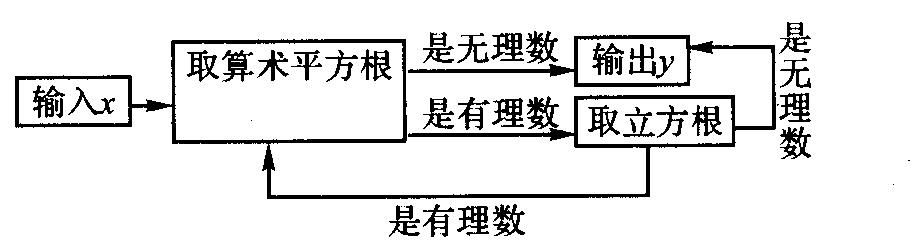 输入x
取算术平方根
是无理数
输出y
是有理数
取立方根
是无理数
是有理数